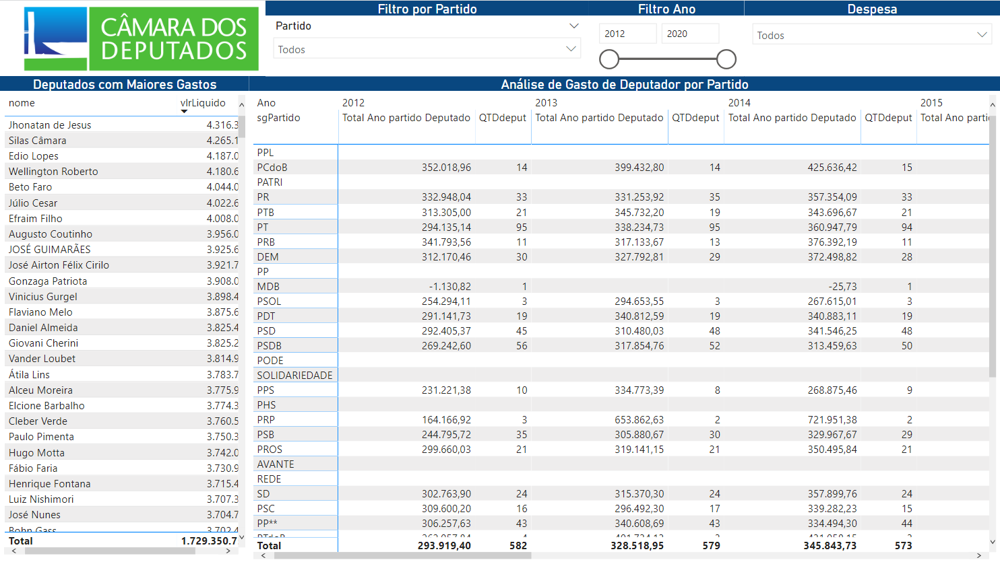 CÂMARA DOS
DEPUTADOS
Filtro por Partido
Filtro Ano
Despesa
Partido
Todos
2012
2020
Todos
Deputados com Maiores Gastos
nome vlrLiquido
Jhonatan de Jesus 4.316.3
Silas Câmara 4.265.1
Edio Lopes 4.187.0
Wellington Roberto 4.180.6
Beto Faro 4.044.0
Júlio Cesar 4.022.6
Efraim Filho 4.008.0
Augusto Coutinho 3.956.0
JOSÉ GUIMARÃES 3.925.6
José Airton Félix Cirilo 3.921.7
Gonzaga Patriota 3.908.0
Vinicius Gurgel 3.898.4
Flaviano Melo 3.875.6
Daniel Almeida 3.825.4
Giovani Cherini 3.825.2
Vander Loubet 3.814.9
Átila Lins 3.783.7
Alceu Moreira 3.775.9
Elcione Barbalho 3.774.3
Cleber Verde 3.760.5
Paulo Pimenta 3.750.3
Hugo Motta 3.742.0
Fábio Faria 3.730.9
Henrique Fontana 3.715.4
Luiz Nishimori 3.707.3
José Nunes 3.704.7
Bohn Gass 3.702.4
Total 1.729.350.7
Análise de Gasto de Deputador por Partido
Ano 2012 2013 2014 2015
sgPartido Total Ano partido Deputado QTDdeput Total Ano partido Deputado QTDdeput Total Ano partido Deputado QTDdeput Total Ano parti
PPL
PCdoB 352.018,96 14 399.432,80 14 425.636,42 15
PATRI
PR 332.948,04 33 331.253,92 35 357.354,09 33
PTB 313.305,00 21 345.732,20 19 343.696,67 21
PT 294.135,14 95 338.234,73 95 360.947,79 94
PRB 341.793,56 11 317.133,67 13 376.392,19 11
DEM 312.170,46 30 327.792,81 29 372.498,82 28
PP
MDB -1.130,82 1 -25,73 1
PSOL 254.294,11 3 294.653,55 3 267.615,01 3
PDT 291.141,73 19 340.812,59 19 340.883,11 19
PSD 292.405,37 45 310.480,03 48 341.546,25 48
PSDB 269.242,60 56 317.854,76 52 313.459,63 50
PODE
SOLIDARIEDADE
PPS 231.221,38 10 334.773,39 8 268.875,46 9
PHS
PRP 164.166,92 3 653.862,63 2 721.951,38 2
PSB 244.795,72 35 305.880,67 30 329.967,67 29
PROS 299.660,03 21 319.141,15 21 350.495,84 21
AVANTE
REDE
SD 302.763,90 24 315.370,30 24 357.899,76 24
PSC 309.600,20 16 296.492,30 17 339.282,23 15
PP** 306.257,63 43 340.608,69 43 334.494,30 44
PTdoB
Total 293.919,40 582 328.518,95 579 345.843,73 573